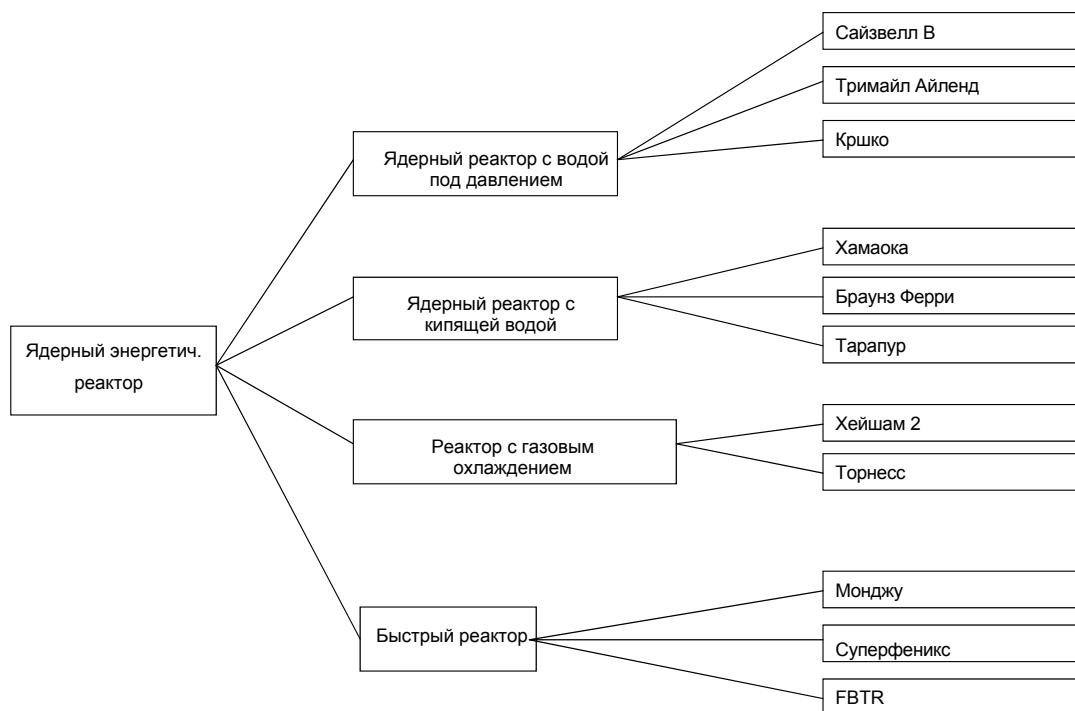 Сайзвелл В
Тримайл Айленд
Ядерный реактор с водой
под давлением
Кршко
Хамаока
Ядерный реактор с
кипящей водой
Браунз Ферри
Тарапур
Ядерный энергетич.
реактор
Реактор с газовым
охлаждением
Хейшам 2
Торнесс
Быстрый реактор
Монджу
Суперфеникс
FBTR